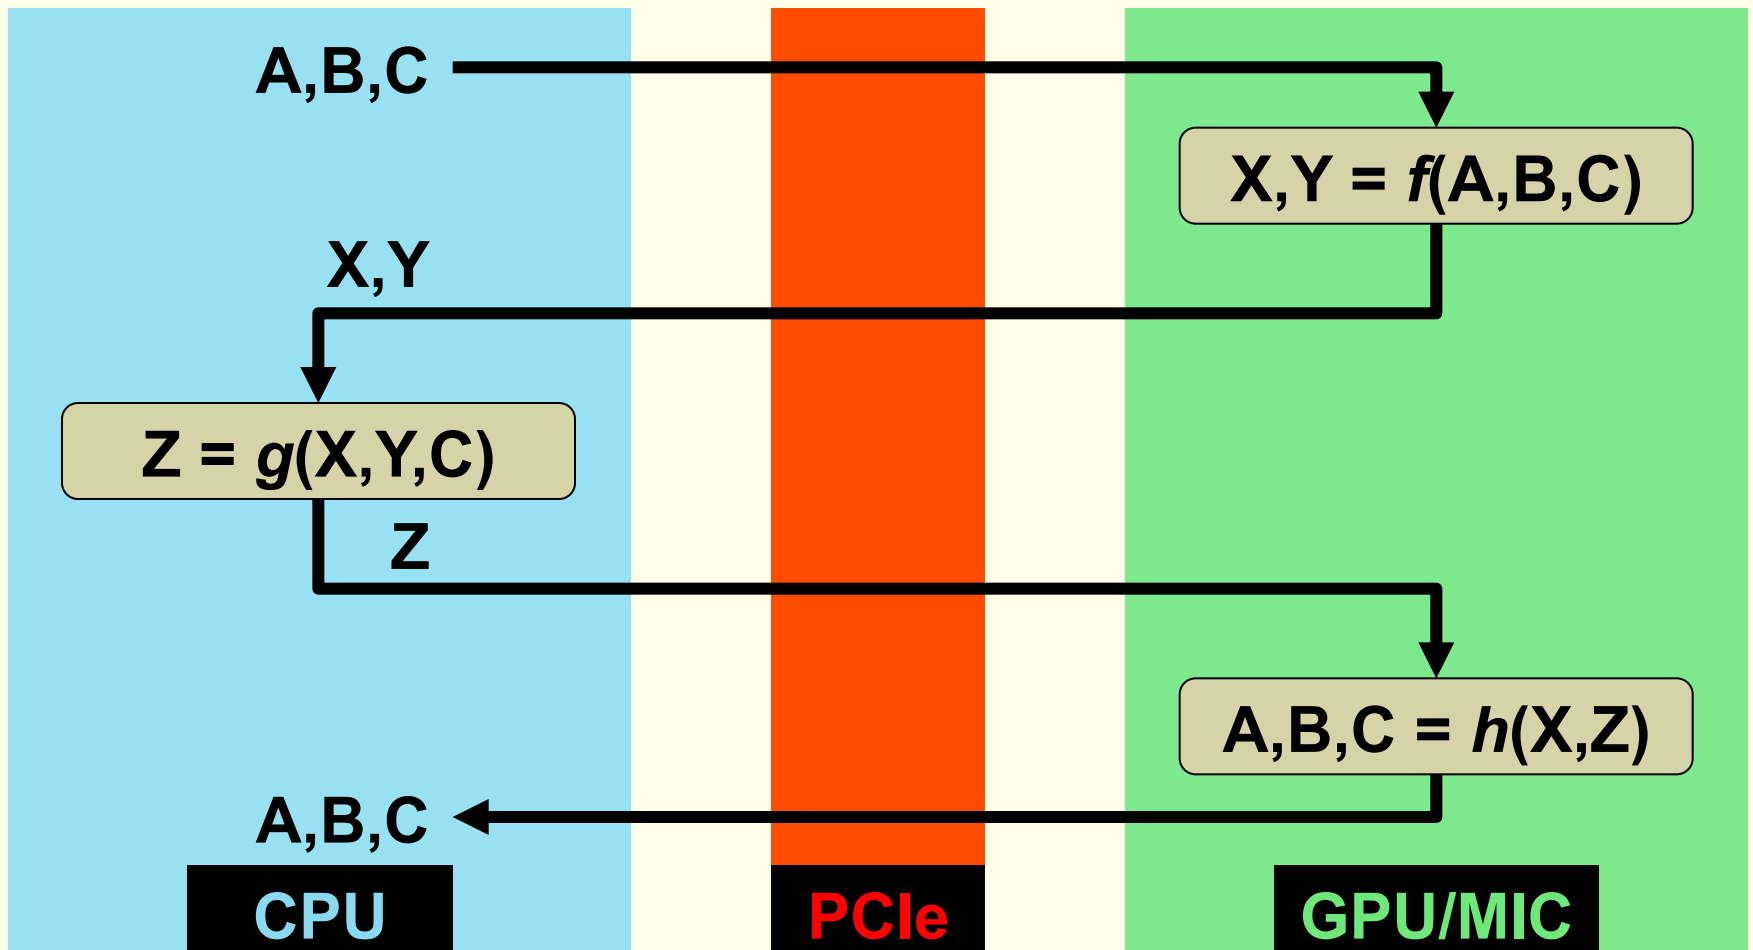 A,B,C
X,Y = f(A,B,C)
X,Y
Z = g(X,Y,C)
Z
A,B,C = h(X,Z)
A,B,C
CPU
PCIe
GPU/MIC